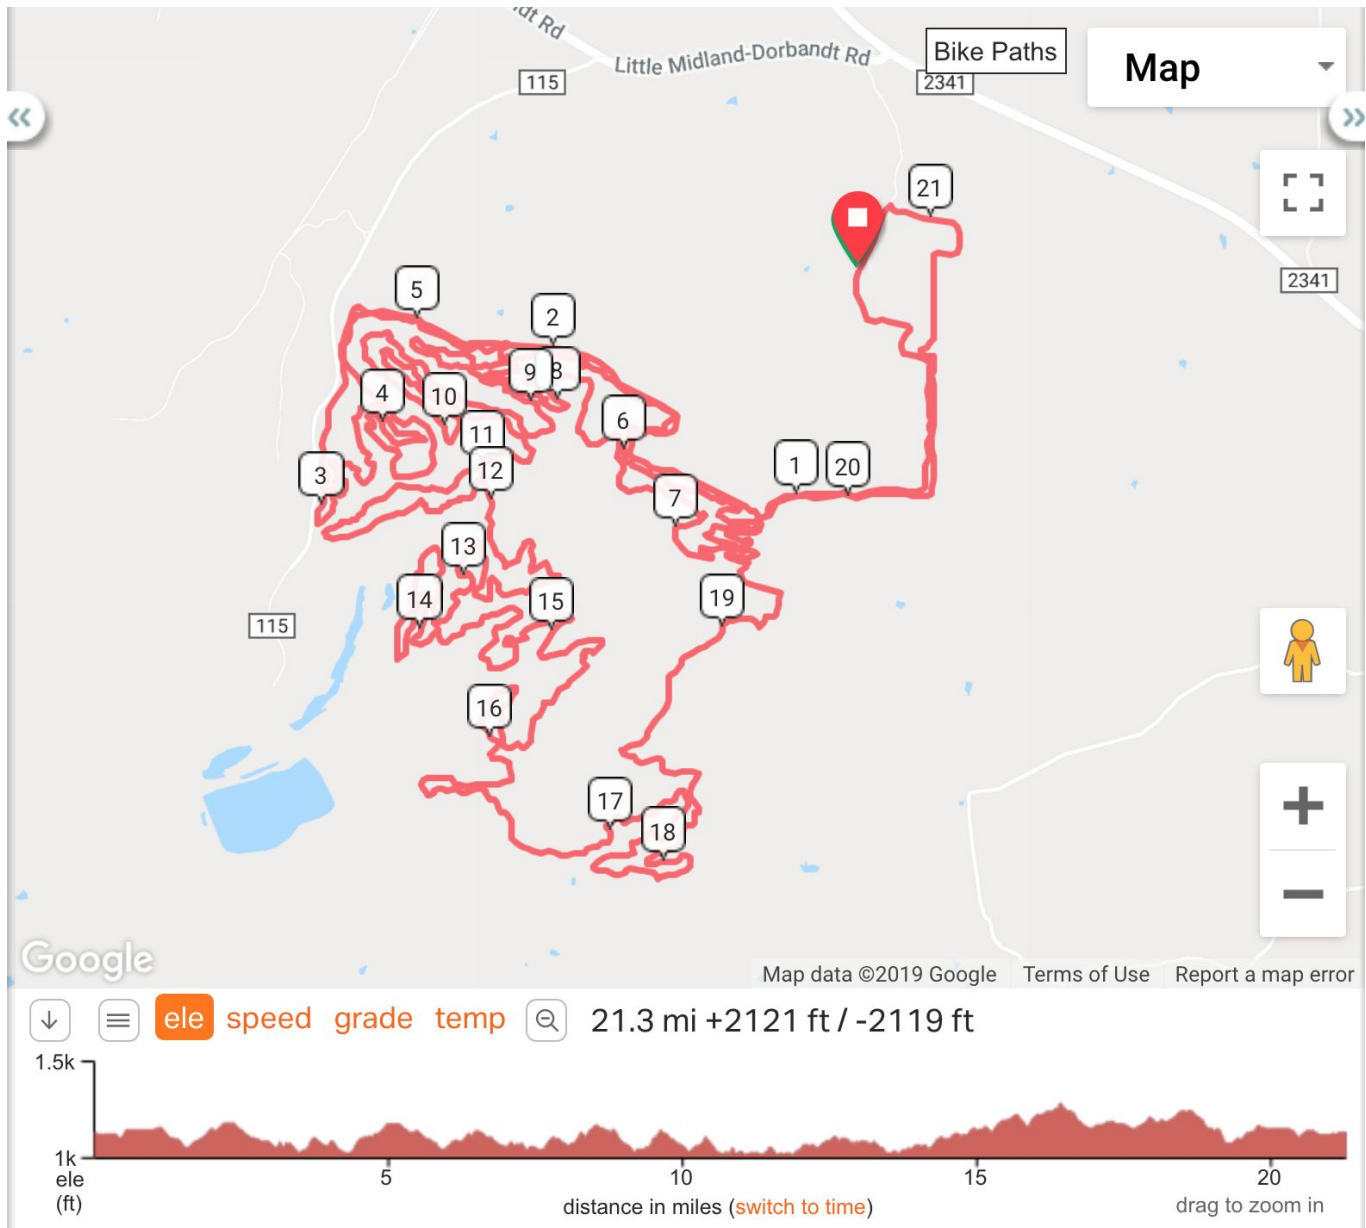 dt Rd
Little Midland-Dorbandt Rd
Bike Paths
Map
115
2341
«
»
21
2341
5
2
9
8
4
10
6
11
12
3
1
20
7
13
14
15
19
115
16
17
18
+
−
Google
Map data ©2019 Google
Terms of Use
Report a map error
ele
speed
grade
temp
21.3 mi +2121 ft / -2119 ft
1.5k
1k
ele
(ft)
5
10
15
20
distance in miles (switch to time)
drag to zoom in